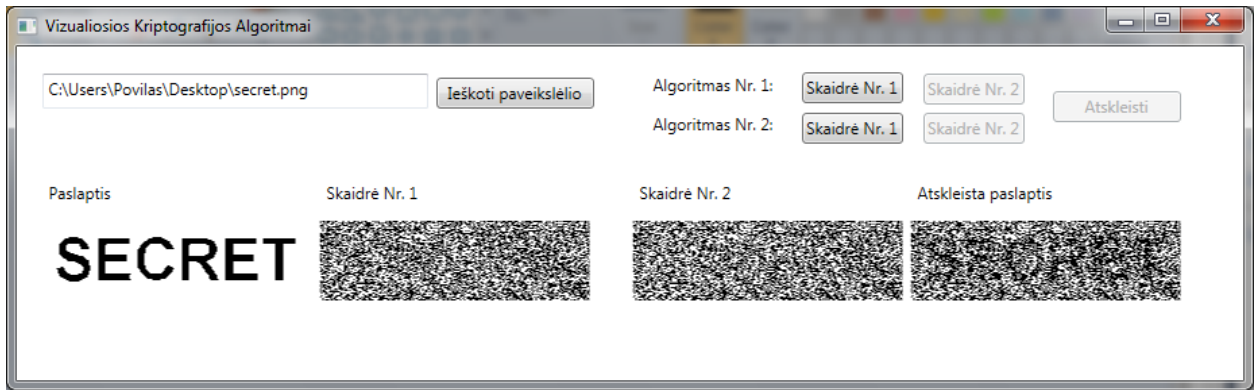 Vizualiosios Kriptografijos Algoritmai
C:\Users\Povilas\Desktop\secret.png
Ieškoti paveikslėlio
Algoritmas Nr. 1:
Skaidrė Nr. 1
Skaidrė Nr. 2
Atskleisti
Algoritmas Nr. 2:
Skaidrė Nr. 1
Skaidrė Nr. 2
Paslaptis
Skaidrė Nr. 1
Skaidrė Nr. 2
Atskleista paslaptis
SECRET
SECRET